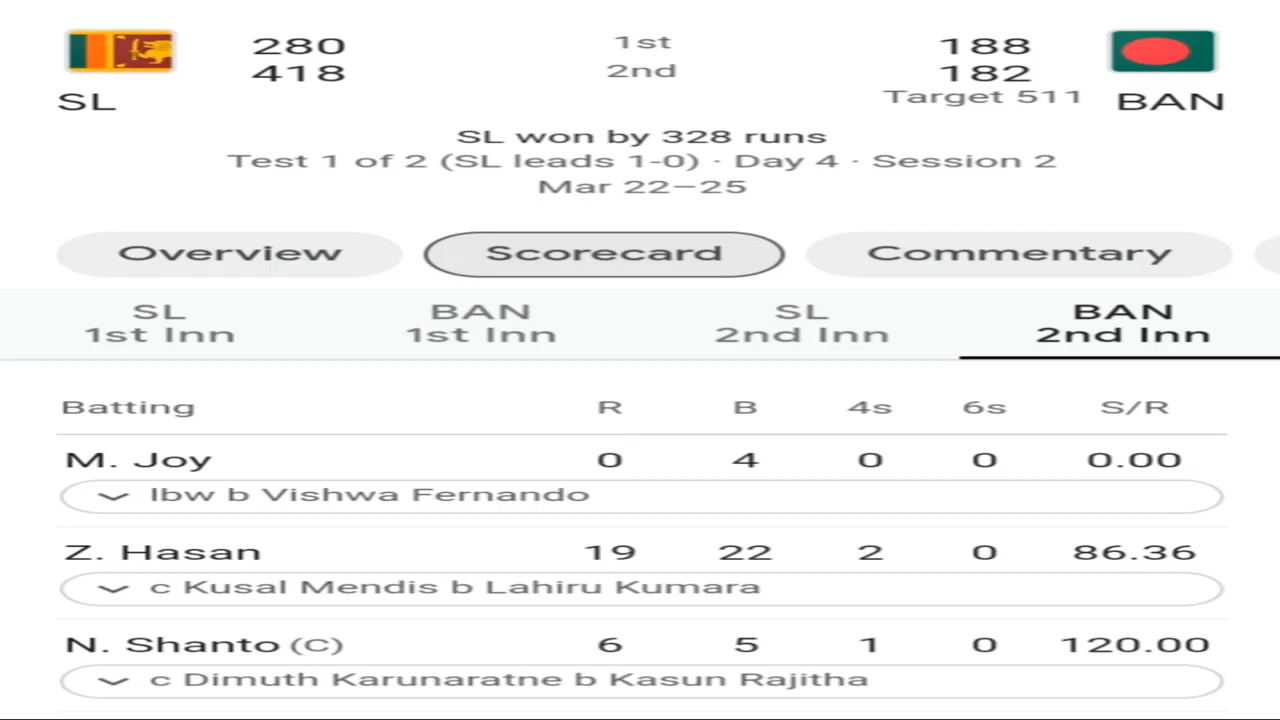 280 1st 188
418 2nd 182
SL Target 511 BAN
SL won by 328 runs
Test 1 of 2 (SL leads 1-0) · Day 4 · Session 2
Mar 22–25
Overview Scorecard Commentary
SL BAN SL BAN
1st Inn 1st Inn 2nd Inn 2nd Inn
Batting R B 4s 6s S/R
M. Joy 0 4 0 0 0.00
lbw b Vishwa Fernando
Z. Hasan 19 22 2 0 86.36
c Kusal Mendis b Lahiru Kumara
N. Shanto (C) 6 5 1 0 120.00
c Dimuth Karunaratne b Kasun Rajitha